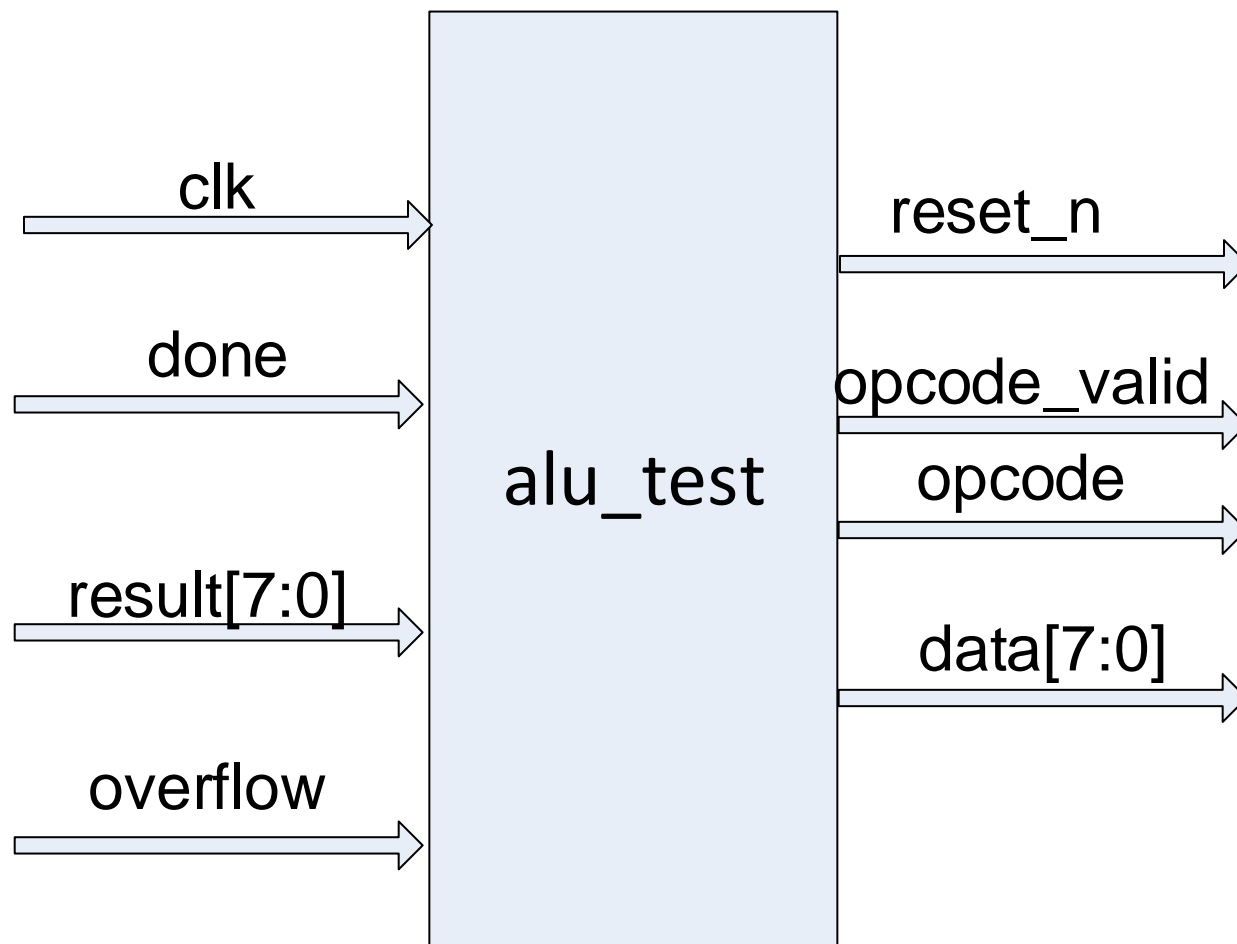 clk
done
result[7:0]
overflow
alu_test
reset_n
opcode_valid
opcode
data[7:0]